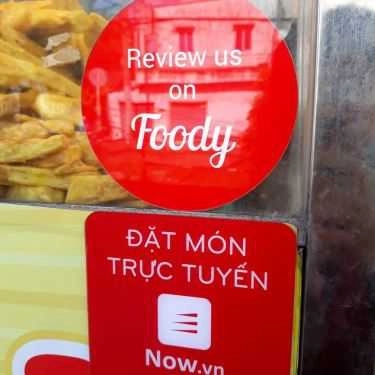 Review us
on
Foody
ĐẶT MÓN
TRỰC TUYẾN
Now.vn